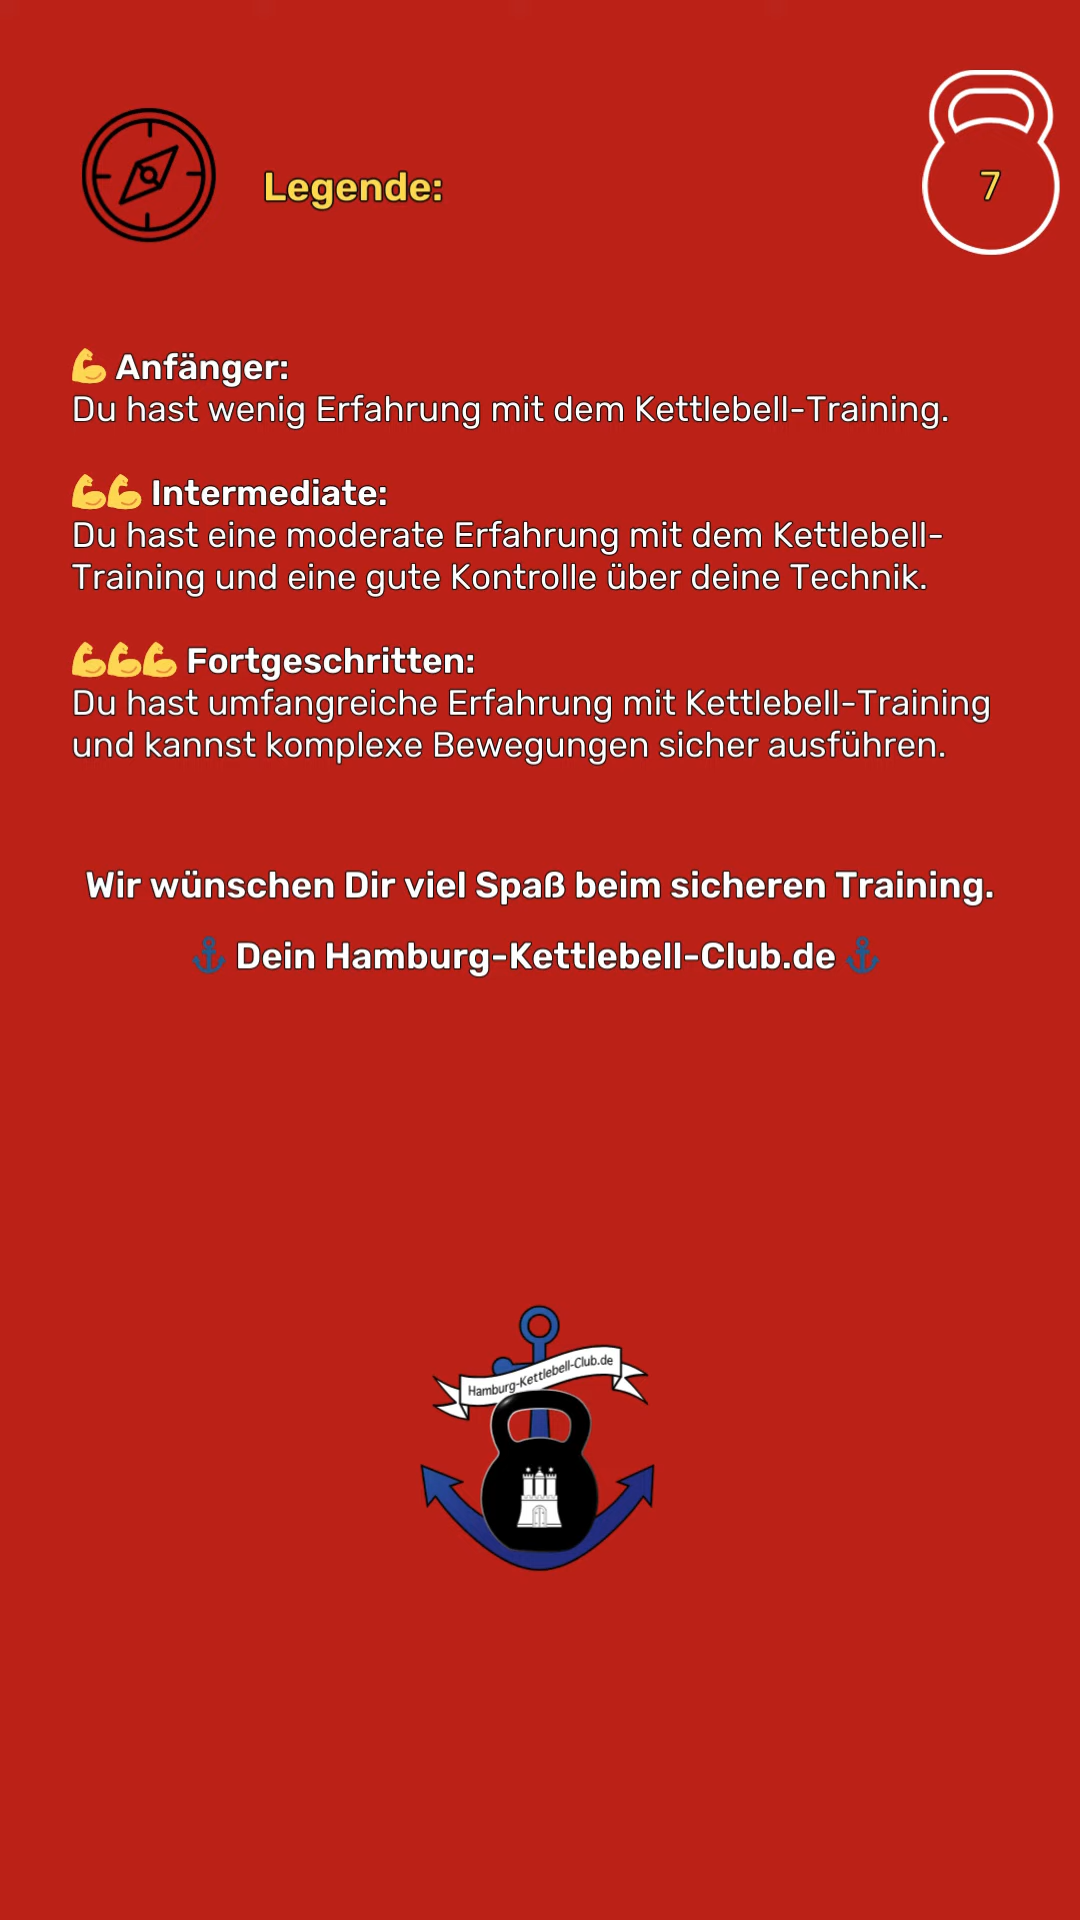 Legende:
7
💪 Anfänger:
Du hast wenig Erfahrung mit dem Kettlebell-Training.
💪💪 Intermediate:
Du hast eine moderate Erfahrung mit dem Kettlebell-
Training und eine gute Kontrolle über deine Technik.
💪💪💪 Fortgeschritten:
Du hast umfangreiche Erfahrung mit Kettlebell-Training
und kannst komplexe Bewegungen sicher ausführen.
Wir wünschen Dir viel Spaß beim sicheren Training.
⚓ Dein Hamburg-Kettlebell-Club.de ⚓
Hamburg-Kettlebell-Club.de